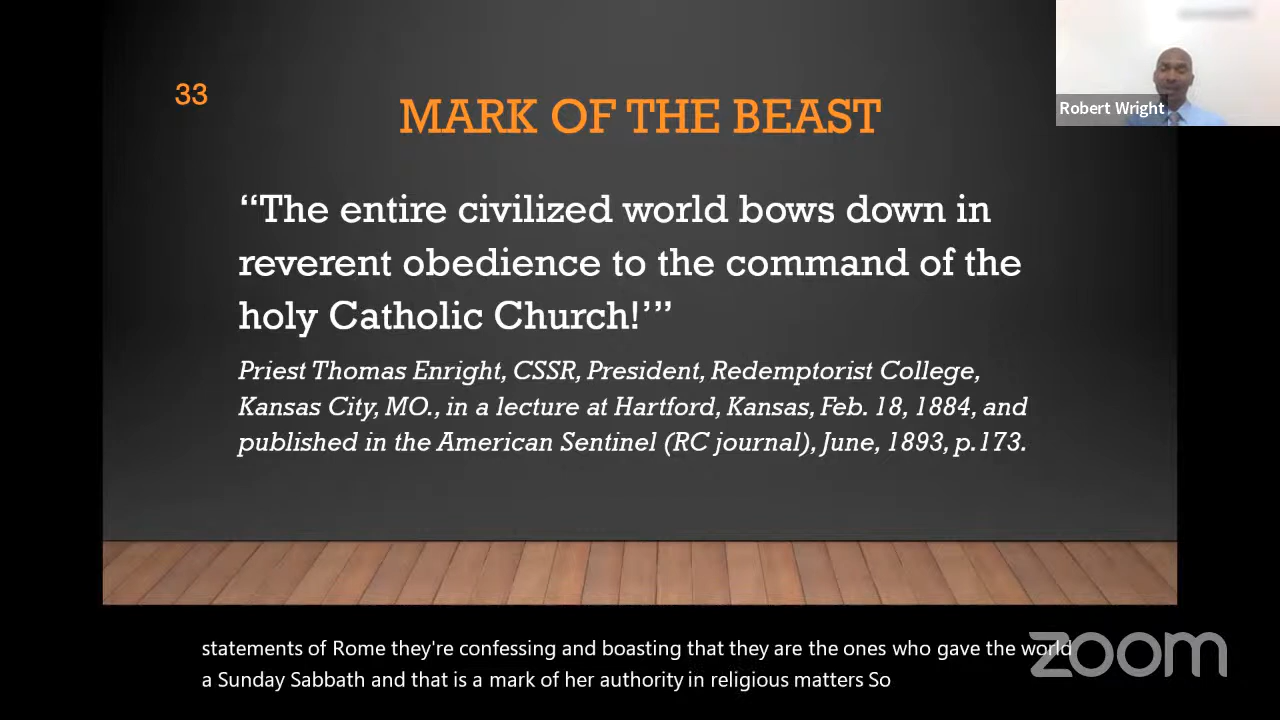 33
MARK OF THE BEAST
“The entire civilized world bows down in
reverent obedience to the command of the
holy Catholic Church!’”
Priest Thomas Enright, CSSR, President, Redemptorist College,
Kansas City, MO., in a lecture at Hartford, Kansas, Feb. 18, 1884, and
published in the American Sentinel (RC journal), June, 1893, p.173.
Robert Wright
statements of Rome they're confessing and boasting that they are the ones who gave the world
a Sunday Sabbath and that is a mark of her authority in religious matters So
zoom